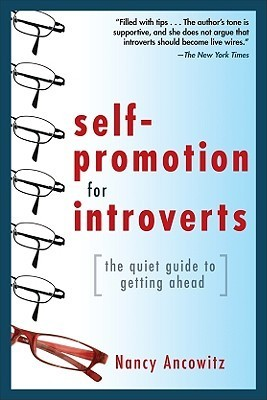 "Filled with tips . . . The author's tone is
supportive, and she does not argue that
introverts should become live wires."
—The New York Times
self-
promotion
for
introverts
[ the quiet guide to
getting ahead ]
Nancy Ancowitz